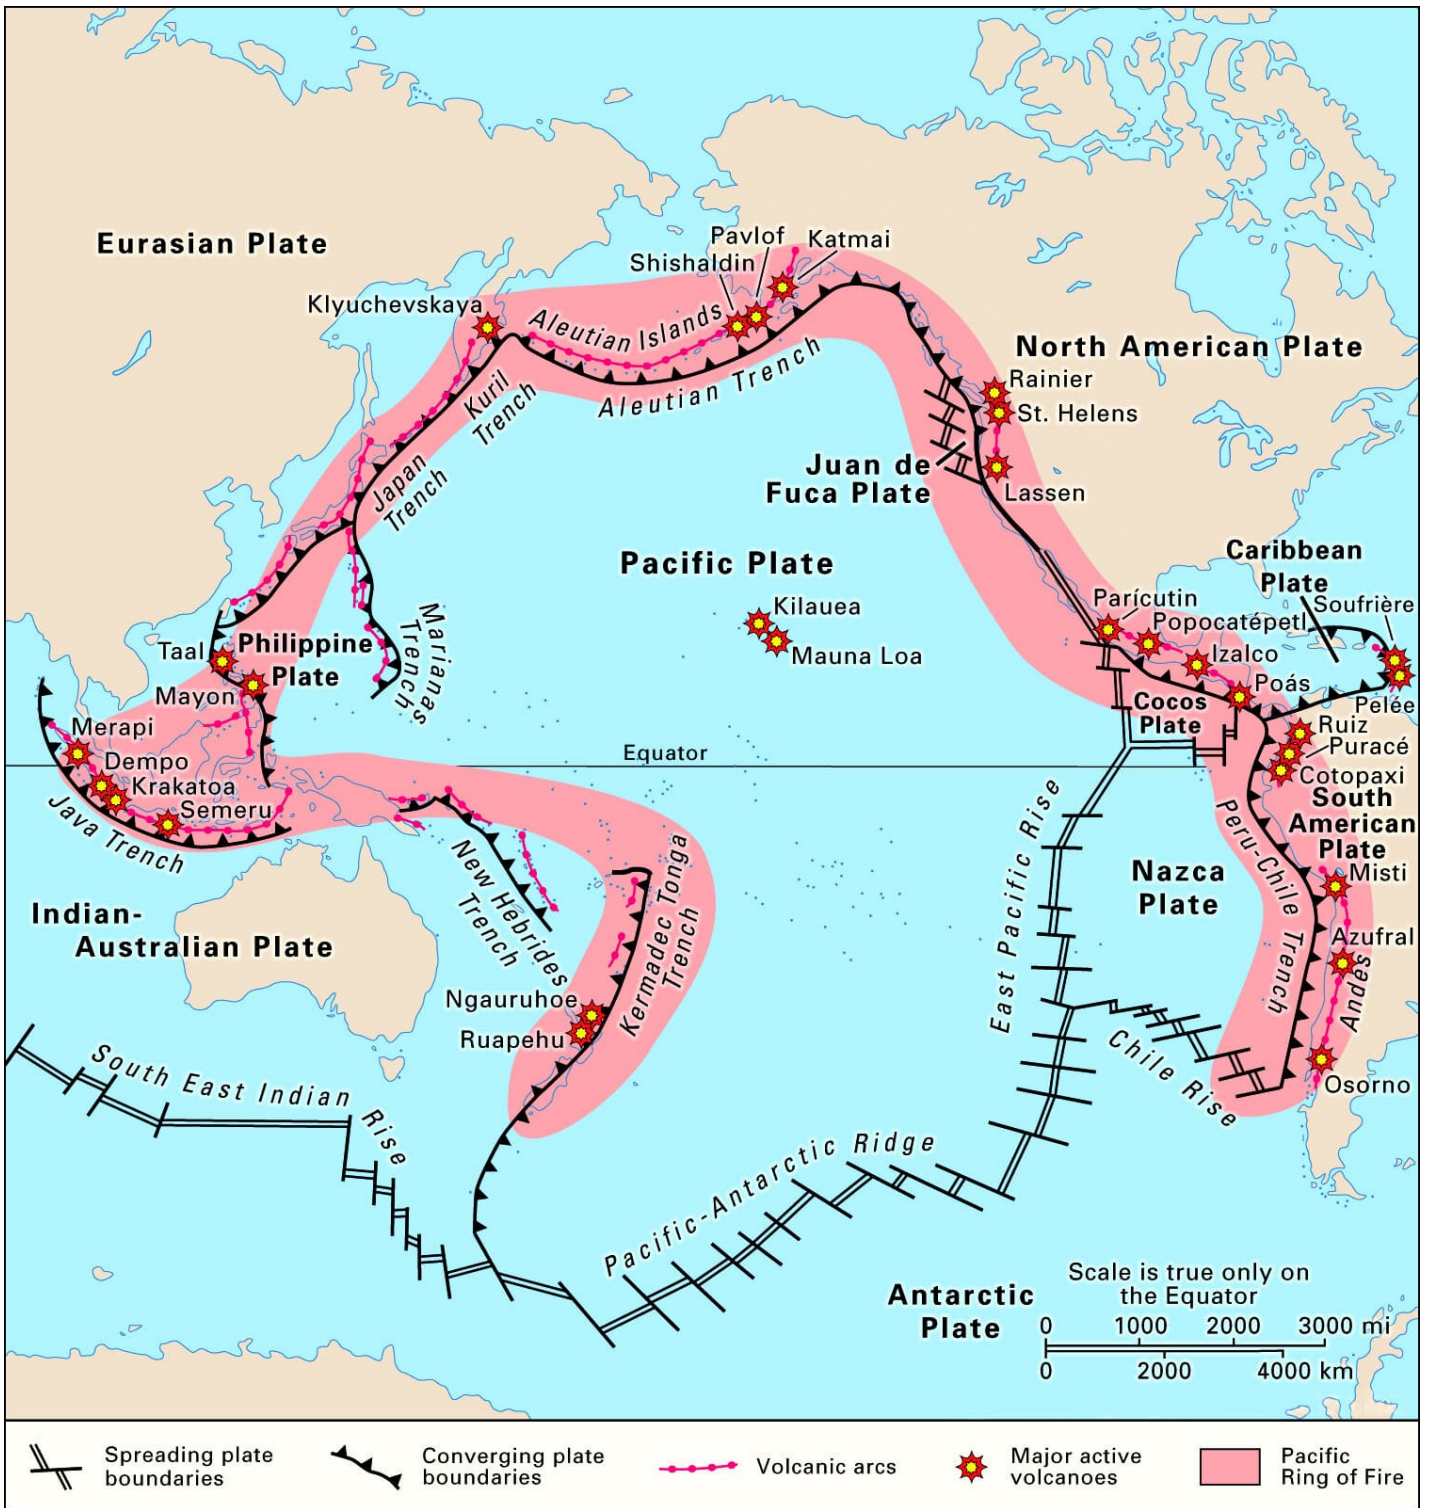 Eurasian Plate
Pavlof
Katmai
Shishaldin
Klyuchevskaya
Aleutian Islands
Aleutian Trench
Kuril
Trench
Japan
Trench
North American Plate
Rainier
St. Helens
Juan de
Fuca Plate
Lassen
Pacific Plate
Caribbean
Plate
Soufrière
Kilauea
Mauna Loa
Parícutin
Popocatépetl
Izalco
Poás
Pelée
Cocos
Plate
Ruiz
Puracé
Cotopaxi
Marianas
Trench
Taal
Philippine
Plate
Mayon
Merapi
Dempo
Krakatoa
Semeru
Java Trench
Equator
South
American
Plate
Misti
Peru-Chile Trench
Nazca
Plate
Azufral
Andes
Osorno
East Pacific Rise
Chile Rise
New Hebrides
Trench
Kermadec Tonga
Trench
Indian-
Australian Plate
Ngauruhoe
Ruapehu
South East Indian Rise
Pacific-Antarctic Ridge
Antarctic
Plate
Scale is true only on
the Equator
0 1000 2000 3000 mi
0 2000 4000 km
Spreading plate
boundaries
Converging plate
boundaries
Volcanic arcs
Major active
volcanoes
Pacific
Ring of Fire